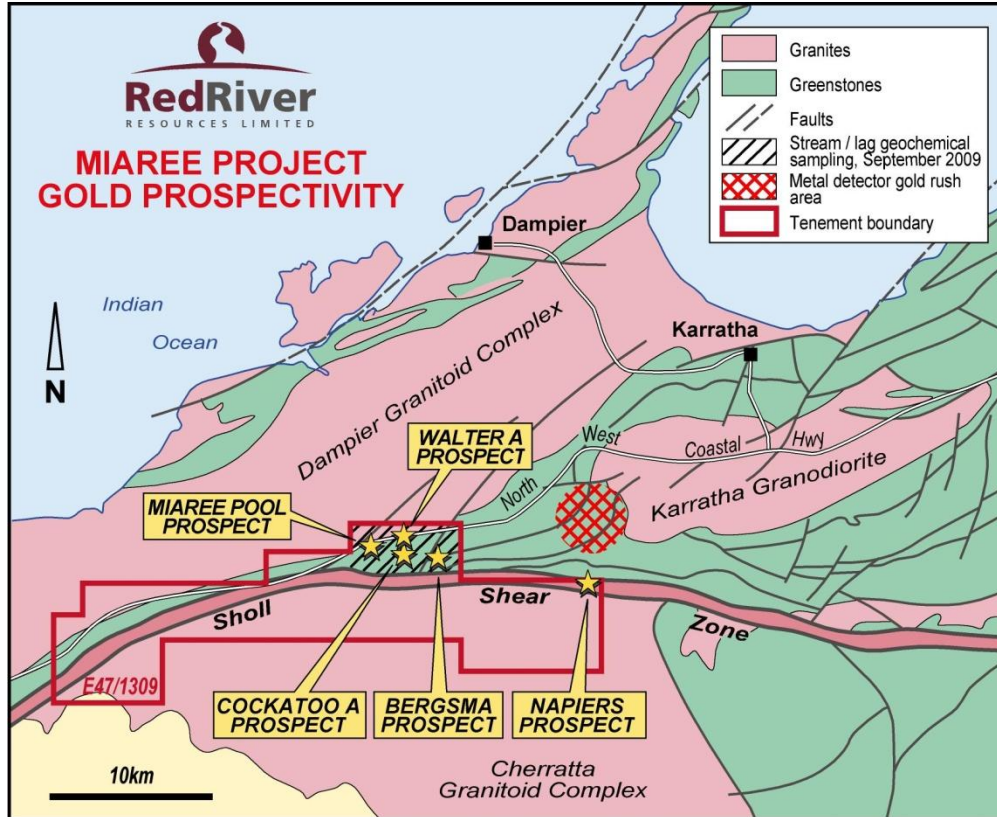 RedRiver
RESOURCES LIMITED
MIAREE PROJECT
GOLD PROSPECTIVITY
Granites
Greenstones
Faults
Stream / lag geochemical
sampling, September 2009
Metal detector gold rush
area
Tenement boundary
Dampier
Indian
Ocean
N
Karratha
Dampier Granitoid Complex
North West Coastal Hwy
Karratha Granodiorite
WALTER A
PROSPECT
MIAREE POOL
PROSPECT
Sholl Shear Zone
E47/1309
COCKATOO A
PROSPECT
BERGSMA
PROSPECT
NAPIERS
PROSPECT
10km
Cherratta
Granitoid Complex